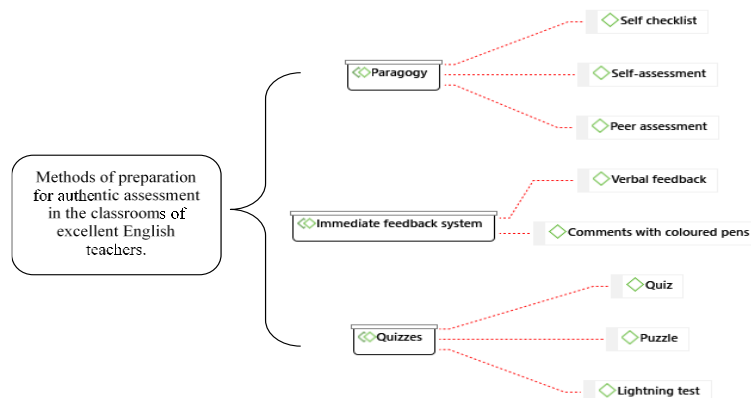 Self checklist
Paragogy
Self-assessment
Peer assessment
Methods of preparation
for authentic assessment
in the classrooms of
excellent English
teachers.
Verbal feedback
Immediate feedback system
Comments with coloured pens
Quiz
Quizzes
Puzzle
Lightning test